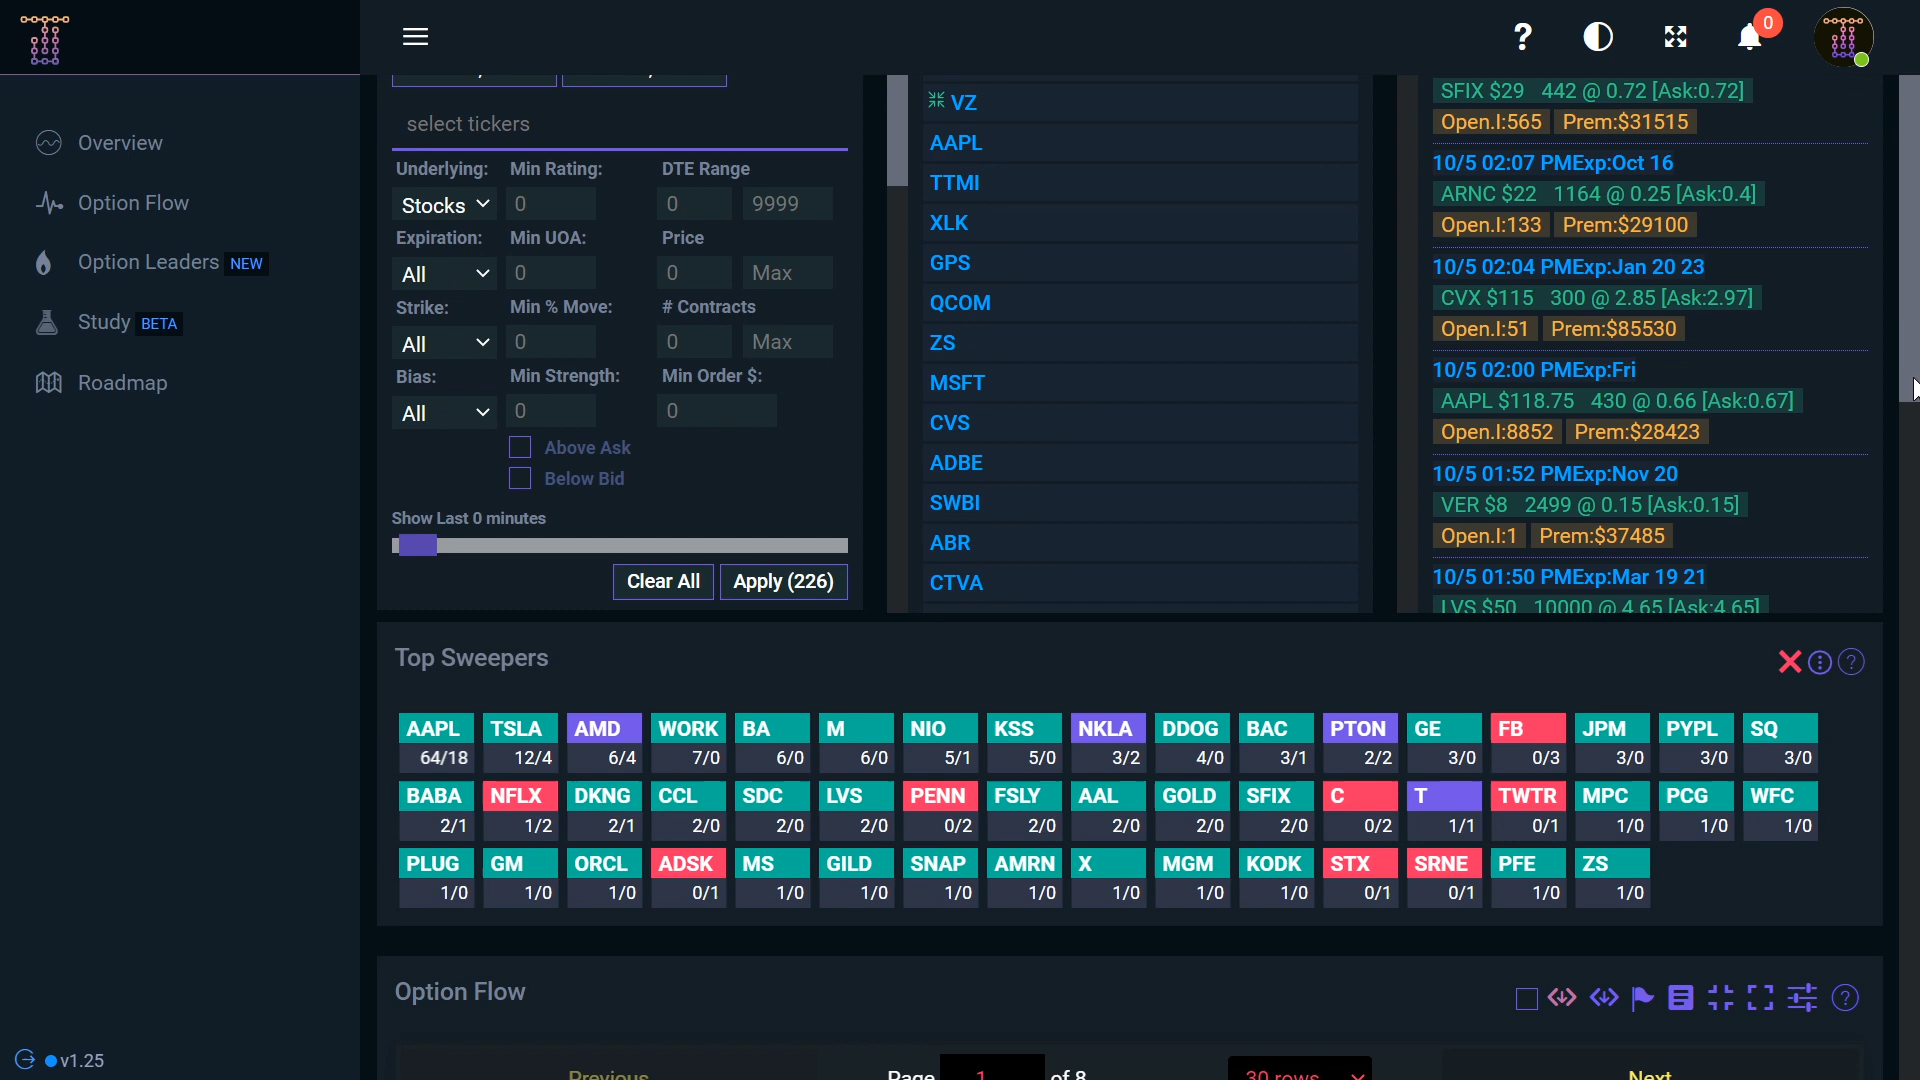 0
Overview
Option Flow
Option Leaders NEW
Study BETA
Roadmap
v1.25
select tickers
Underlying: Min Rating: DTE Range
Stocks 0 0 9999
Expiration: Min UOA: Price
All 0 0 Max
Strike: Min % Move: # Contracts
All 0 0 Max
Bias: Min Strength: Min Order $:
All 0 0
Above Ask
Below Bid
Show Last 0 minutes
Clear All Apply (226)
VZ
AAPL
TTMI
XLK
GPS
QCOM
ZS
MSFT
CVS
ADBE
SWBI
ABR
CTVA
SFIX $29 442 @ 0.72 [Ask:0.72]
Open.I:565 Prem:$31515
10/5 02:07 PMExp:Oct 16
ARNC $22 1164 @ 0.25 [Ask:0.4]
Open.I:133 Prem:$29100
10/5 02:04 PMExp:Jan 20 23
CVX $115 300 @ 2.85 [Ask:2.97]
Open.I:51 Prem:$85530
10/5 02:00 PMExp:Fri
AAPL $118.75 430 @ 0.66 [Ask:0.67]
Open.I:8852 Prem:$28423
10/5 01:52 PMExp:Nov 20
VER $8 2499 @ 0.15 [Ask:0.15]
Open.I:1 Prem:$37485
10/5 01:50 PMExp:Mar 19 21
LVS $50 10000 @ 4.65 [Ask:4.65]
Top Sweepers
AAPL TSLA AMD WORK BA M NIO KSS NKLA DDOG BAC PTON GE FB JPM PYPL SQ
64/18 12/4 6/4 7/0 6/0 6/0 5/1 5/0 3/2 4/0 3/1 2/2 3/0 0/3 3/0 3/0 3/0
BABA NFLX DKNG CCL SDC LVS PENN FSLY AAL GOLD SFIX C T TWTR MPC PCG WFC
2/1 1/2 2/1 2/0 2/0 2/0 0/2 2/0 2/0 2/0 2/0 0/2 1/1 0/1 1/0 1/0 1/0
PLUG GM ORCL ADSK MS GILD SNAP AMRN X MGM KODK STX SRNE PFE ZS
1/0 1/0 1/0 0/1 1/0 1/0 1/0 1/0 1/0 1/0 1/0 0/1 0/1 1/0 1/0
Option Flow
Previous Page 1 of 8 30 rows Next